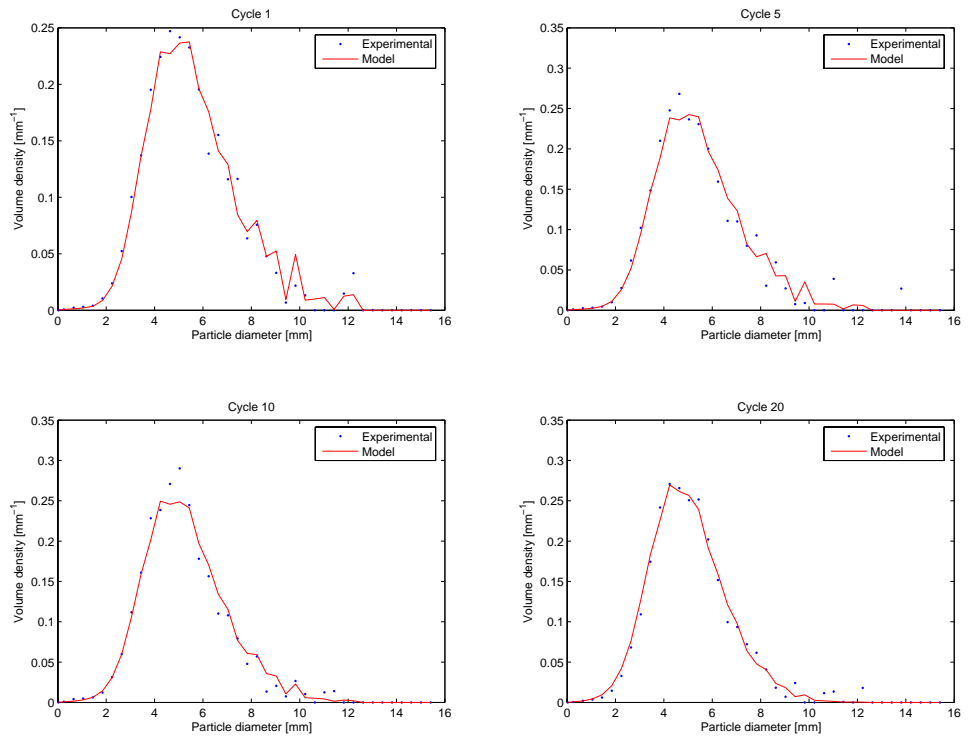 Cycle 1
Experimental
Model
0.25
0.2
0.15
0.1
0.05
0
Volume density [mm⁻¹]
0 2 4 6 8 10 12 14 16
Particle diameter [mm]
Cycle 5
Experimental
Model
0.35
0.3
0.25
0.2
0.15
0.1
0.05
0
Volume density [mm⁻¹]
0 2 4 6 8 10 12 14 16
Particle diameter [mm]
Cycle 10
Experimental
Model
0.35
0.3
0.25
0.2
0.15
0.1
0.05
0
Volume density [mm⁻¹]
0 2 4 6 8 10 12 14 16
Particle diameter [mm]
Cycle 20
Experimental
Model
0.35
0.3
0.25
0.2
0.15
0.1
0.05
0
Volume density [mm⁻¹]
0 2 4 6 8 10 12 14 16
Particle diameter [mm]